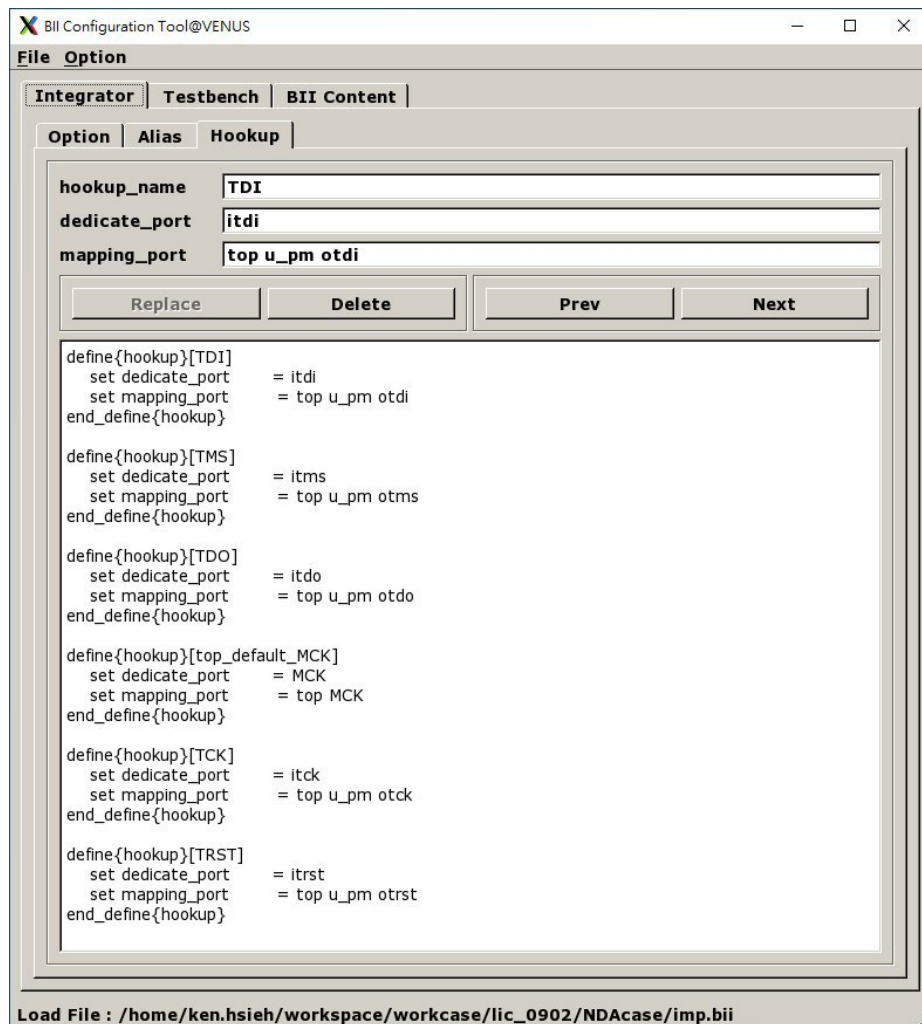 BII Configuration Tool@VENUS
File Option
Integrator Testbench BII Content
Option Alias Hookup
hookup_name TDI
dedicate_port itdi
mapping_port top u_pm otdi
Replace Delete Prev Next
define{hookup}[TDI]
set dedicate_port = itdi
set mapping_port = top u_pm otdi
end_define{hookup}
define{hookup}[TMS]
set dedicate_port = itms
set mapping_port = top u_pm otms
end_define{hookup}
define{hookup}[TDO]
set dedicate_port = itdo
set mapping_port = top u_pm otdo
end_define{hookup}
define{hookup}[top_default_MCK]
set dedicate_port = MCK
set mapping_port = top MCK
end_define{hookup}
define{hookup}[TCK]
set dedicate_port = itck
set mapping_port = top u_pm otck
end_define{hookup}
define{hookup}[TRST]
set dedicate_port = itrst
set mapping_port = top u_pm otrst
end_define{hookup}
Load File : /home/ken.hsieh/workspace/workcase/lic_0902/NDAcase/imp.bii